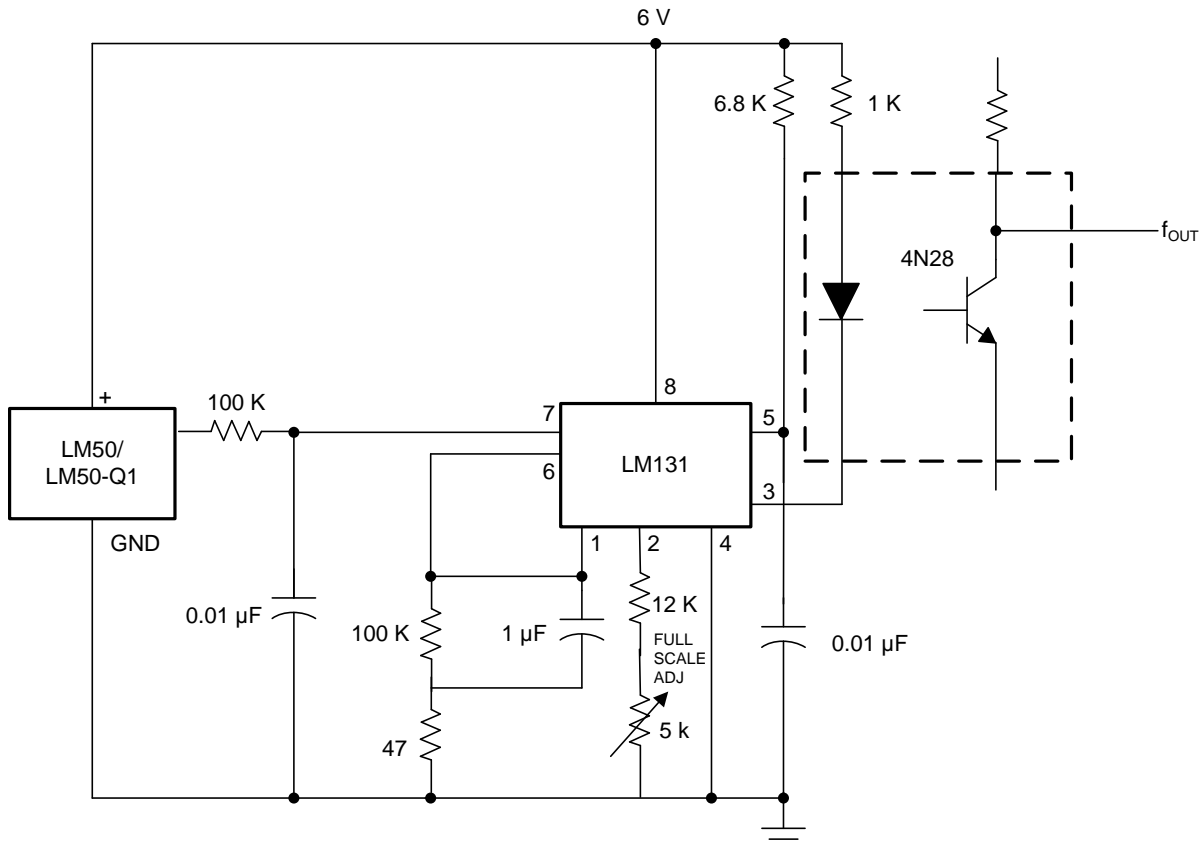 6 V
6.8 K
1 K
4N28
fOUT
+
100 K
LM50/
LM50-Q1
GND
7
6
8
5
3
LM131
1
2
4
0.01 µF
100 K
1 µF
12 K
FULL
SCALE
ADJ
5 k
47
0.01 µF